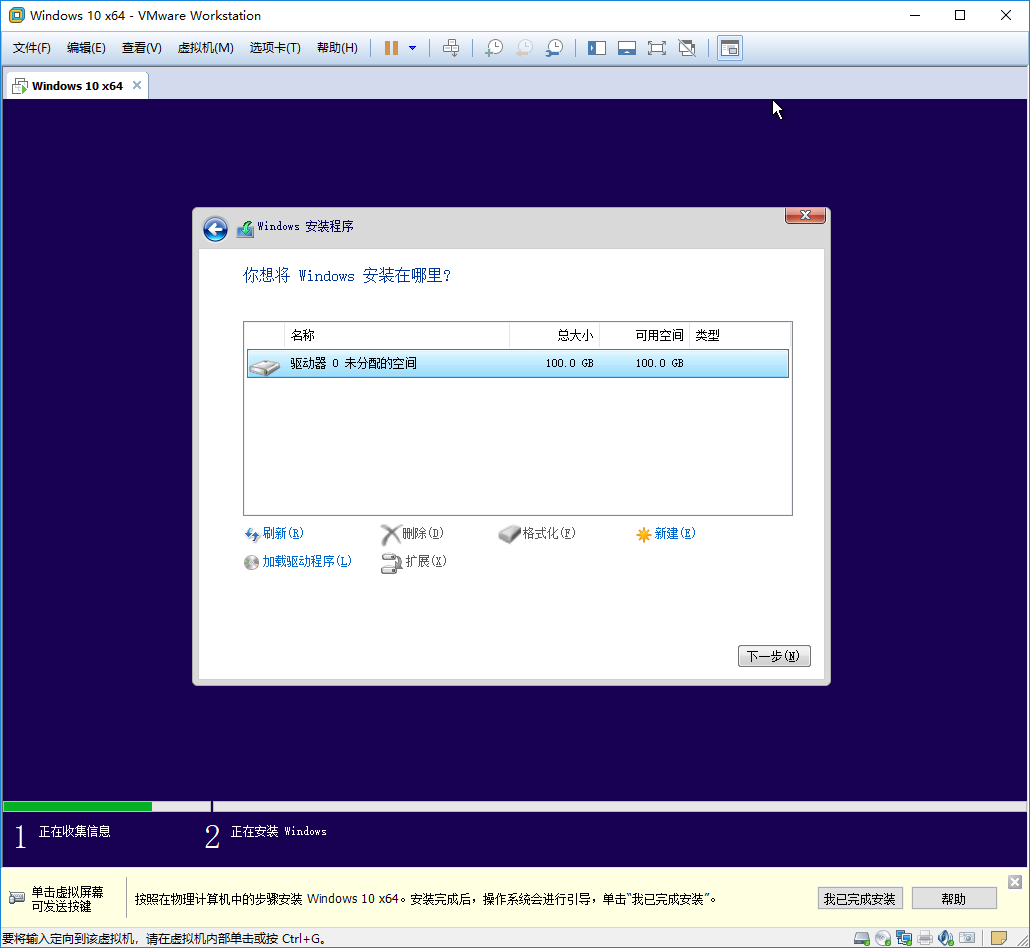 Windows 10 x64 - VMware Workstation
文件(F) 编辑(E) 查看(V) 虚拟机(M) 选项卡(T) 帮助(H)
Windows 10 x64
Windows 安装程序
你想将 Windows 安装在哪里?
名称 总大小 可用空间 类型
驱动器 0 未分配的空间 100.0 GB 100.0 GB
刷新(R) 删除(D) 格式化(F) 新建(E)
加载驱动程序(L) 扩展(X)
下一步(N)
1 正在收集信息 2 正在安装 Windows
单击虚拟屏幕
可发送按键
按照在物理计算机中的步骤安装 Windows 10 x64。安装完成后，操作系统会进行引导，单击“我已完成安装”。
我已完成安装 帮助
要将输入定向到该虚拟机，请在虚拟机内部单击或按 Ctrl+G。